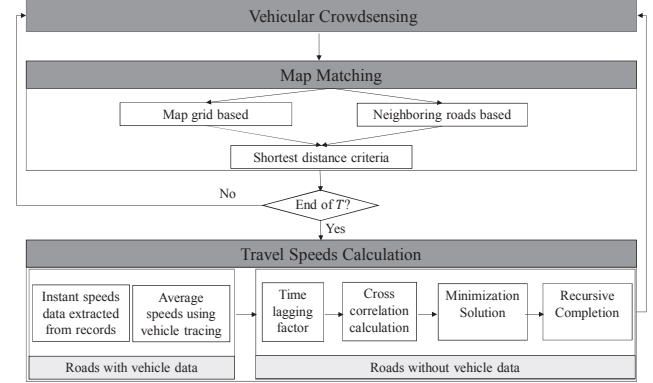 Vehicular Crowdsensing
Map Matching
Map grid based
Neighboring roads based
Shortest distance criteria
No
End of T?
Yes
Travel Speeds Calculation
Instant speeds
data extracted
from records
Average
speeds using
vehicle tracing
Time
lagging
factor
Cross
correlation
calculation
Minimization
Solution
Recursive
Completion
Roads with vehicle data
Roads without vehicle data